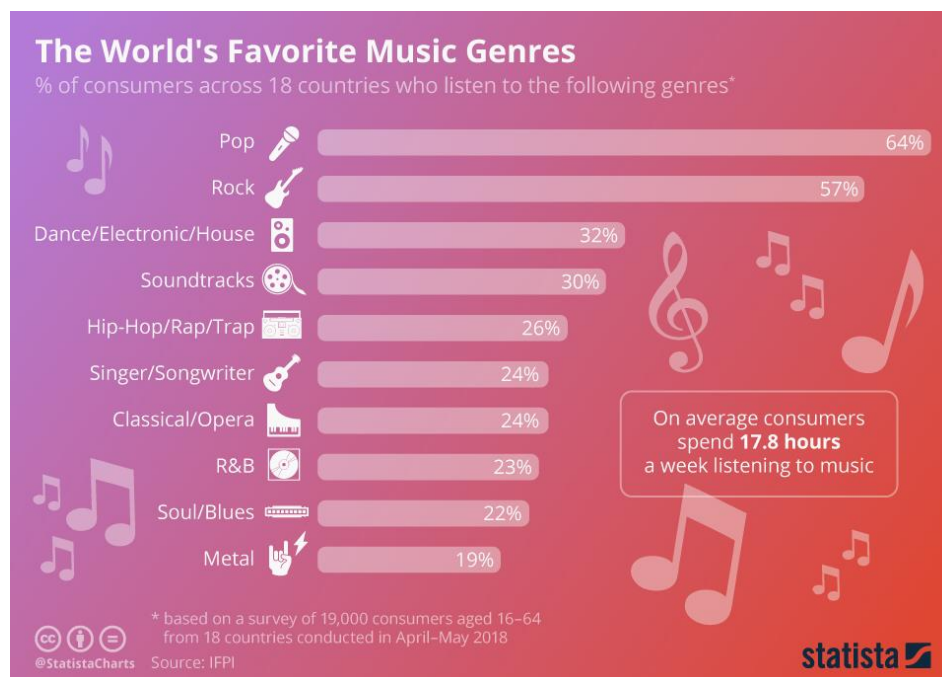 The World's Favorite Music Genres
% of consumers across 18 countries who listen to the following genres*
Pop 64%
Rock 57%
Dance/Electronic/House 32%
Soundtracks 30%
Hip-Hop/Rap/Trap 26%
Singer/Songwriter 24%
Classical/Opera 24%
R&B 23%
Soul/Blues 22%
Metal 19%
On average consumers
spend 17.8 hours
a week listening to music
* based on a survey of 19,000 consumers aged 16–64
from 18 countries conducted in April–May 2018
cc
@StatistaCharts Source: IFPI
statista